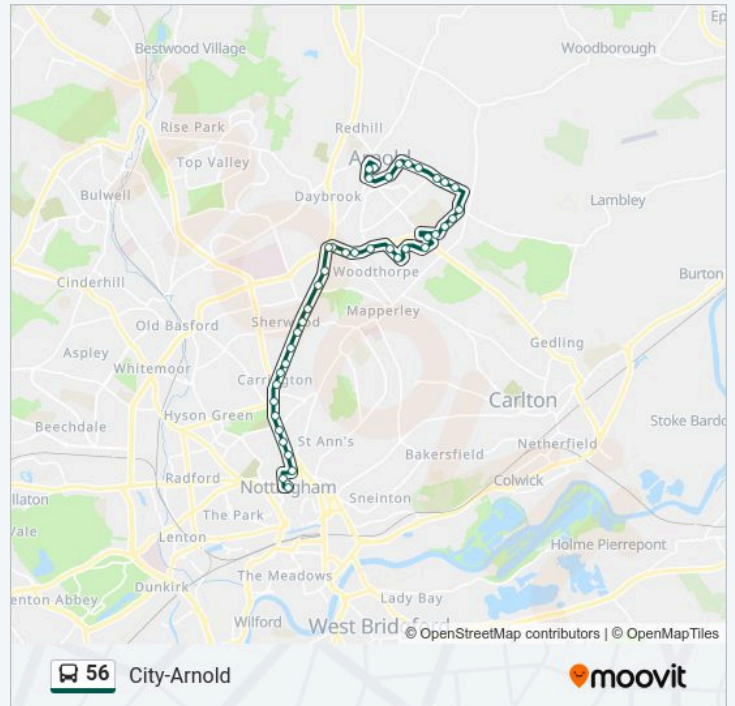 Ep
Bestwood Village
Woodborough
Rise Park
Redhill
Top Valley
Arnold
Bulwell
Daybrook
Lambley
Woodthorpe
Burton
Cinderhill
Mapperley
Old Basford
Sherwood
Gedling
Aspley
Whitemoor
Carrington
Carlton
Hyson Green
Beechdale
St Ann's
Stoke Bardo
Netherfield
Bakersfield
Radford
Colwick
ollaton
Nottingham
Sneinton
The Park
Vale
Lenton
Holme Pierrepont
The Meadows
Dunkirk
enton Abbey
Lady Bay
Wilford
West Bridgford
© OpenStreetMap contributors | © OpenMapTiles
56 City-Arnold
moovit